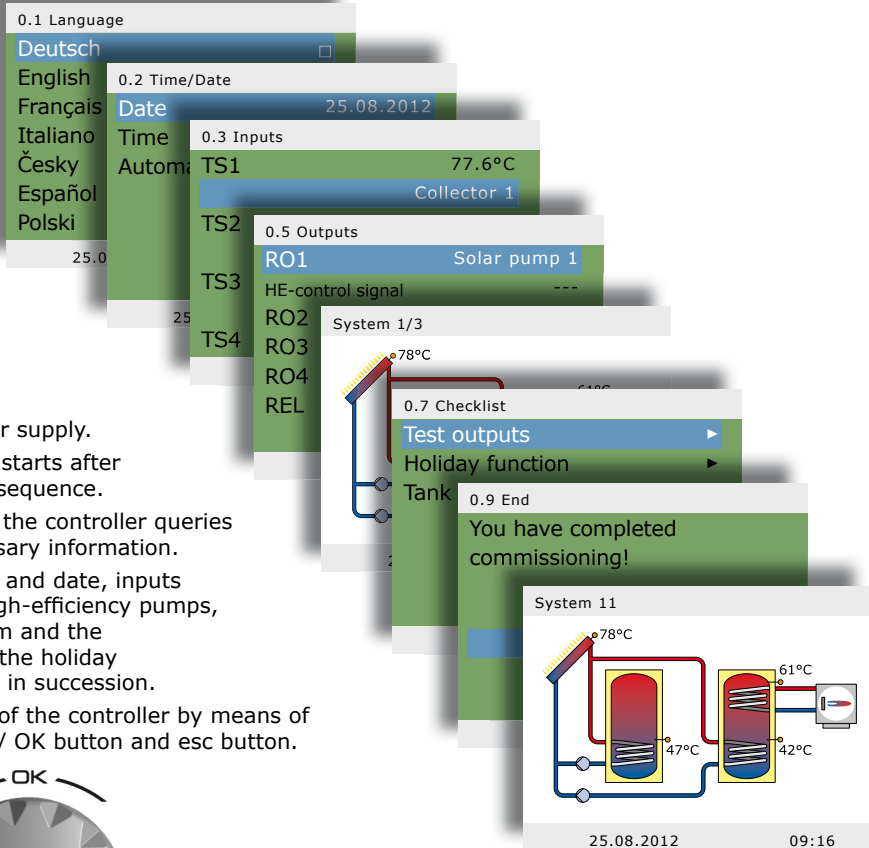 0.1 Language
Deutsch
English
Français
Italiano
Česky
Español
Polski
25.0
0.2 Time/Date
Date 25.08.2012
Time
Automa
25
0.3 Inputs
TS1 77.6°C
Collector 1
TS2
TS3
TS4
0.5 Outputs
RO1 Solar pump 1
HE-control signal ---
RO2
RO3
RO4
REL
System 1/3
78°C
0.7 Checklist
Test outputs
Holiday function
Tank
0.9 End
You have completed
commissioning!
System 11
78°C
61°C
47°C
42°C
25.08.2012 09:16
r supply.
starts after
sequence.
the controller queries
sary information.
and date, inputs
gh-efficiency pumps,
m and the
the holiday
in succession.
of the controller by means of
/ OK button and esc button.
OK